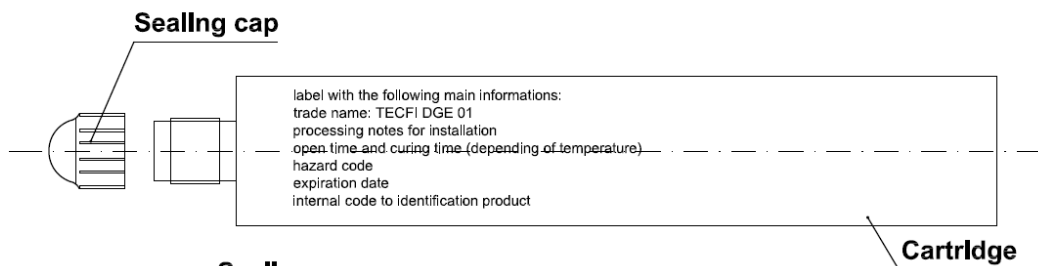 Sealing cap
label with the following main informations:
trade name: TECFI DGE 01
processing notes for installation
open time and curing time (depending of temperature)
hazard code
expiration date
internal code to identification product
Cartridge